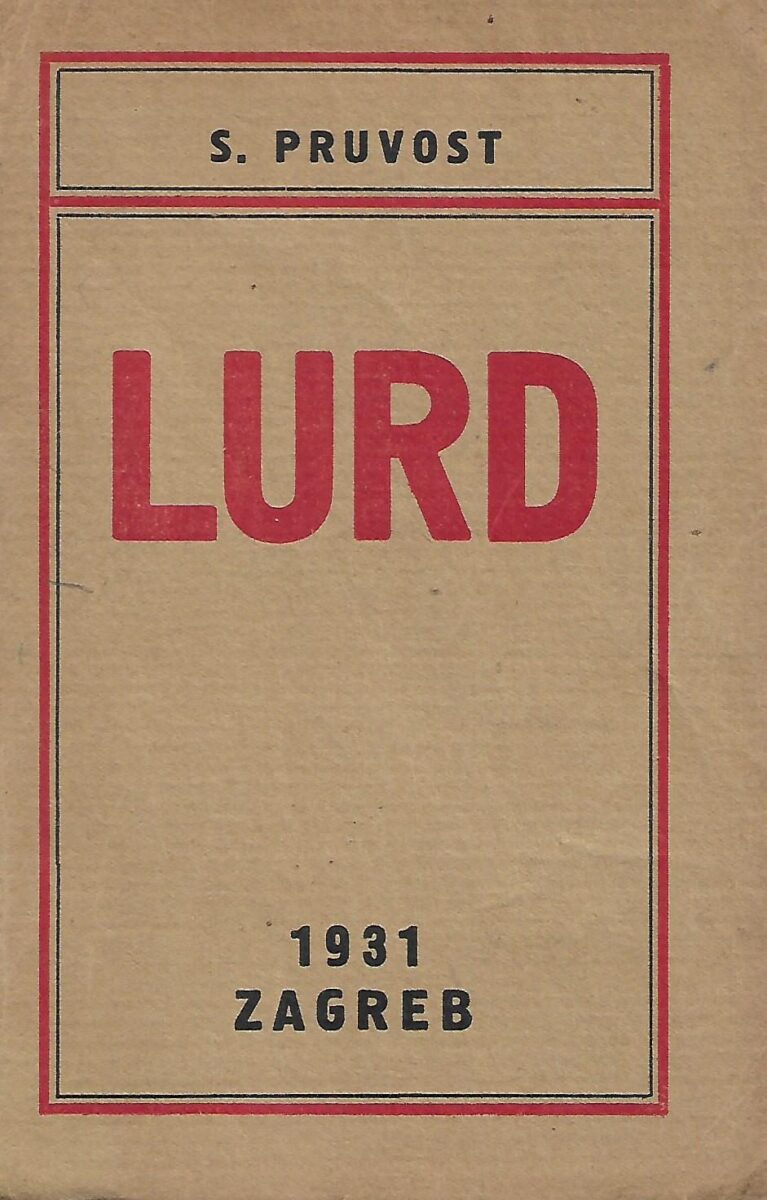 S. PRUVOST
LURD
1931
ZAGREB